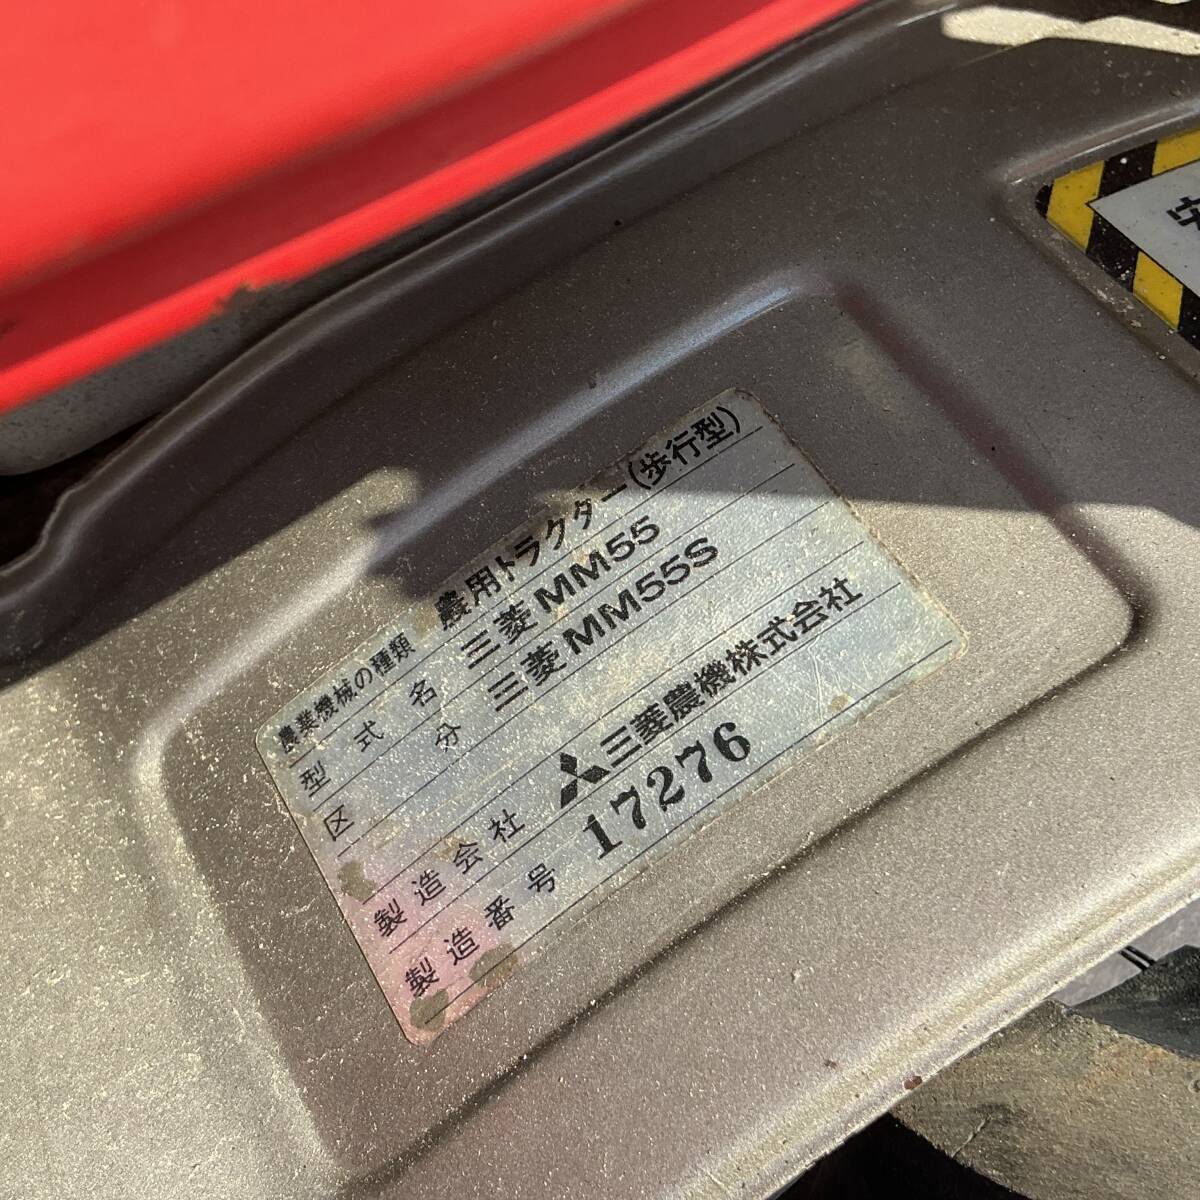 農業機械の種類 農用トラクター(歩行型)
型式名 三菱MM55
区分 三菱MM55S
製造会社 三菱農機株式会社
製造番号 17276